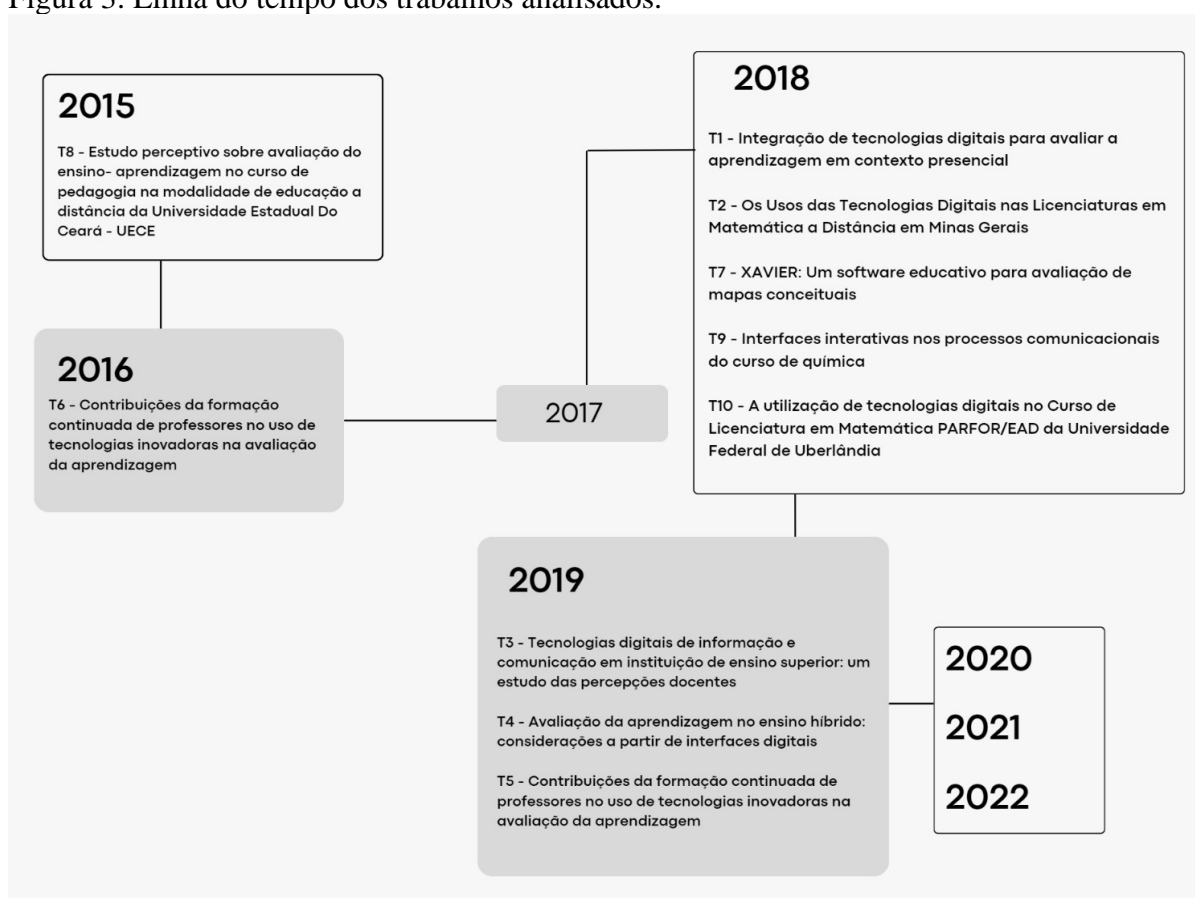 Figura 3: Linha do tempo dos trabalhos analisados.
2015
T8 - Estudo perceptivo sobre avaliação do
ensino- aprendizagem no curso de
pedagogia na modalidade de educação a
distância da Universidade Estadual Do
Ceará - UECE
2016
T6 - Contribuições da formação
continuada de professores no uso de
tecnologias inovadoras na avaliação
da aprendizagem
2017
2018
T1 - Integração de tecnologias digitais para avaliar a
aprendizagem em contexto presencial
T2 - Os Usos das Tecnologias Digitais nas Licenciaturas em
Matemática a Distância em Minas Gerais
T7 - XAVIER: Um software educativo para avaliação de
mapas conceituais
T9 - Interfaces interativas nos processos comunicacionais
do curso de química
T10 - A utilização de tecnologias digitais no Curso de
Licenciatura em Matemática PARFOR/EAD da Universidade
Federal de Uberlândia
2019
T3 - Tecnologias digitais de informação e
comunicação em instituição de ensino superior: um
estudo das percepções docentes
T4 - Avaliação da aprendizagem no ensino híbrido:
considerações a partir de interfaces digitais
T5 - Contribuições da formação continuada de
professores no uso de tecnologias inovadoras na
avaliação da aprendizagem
2020
2021
2022